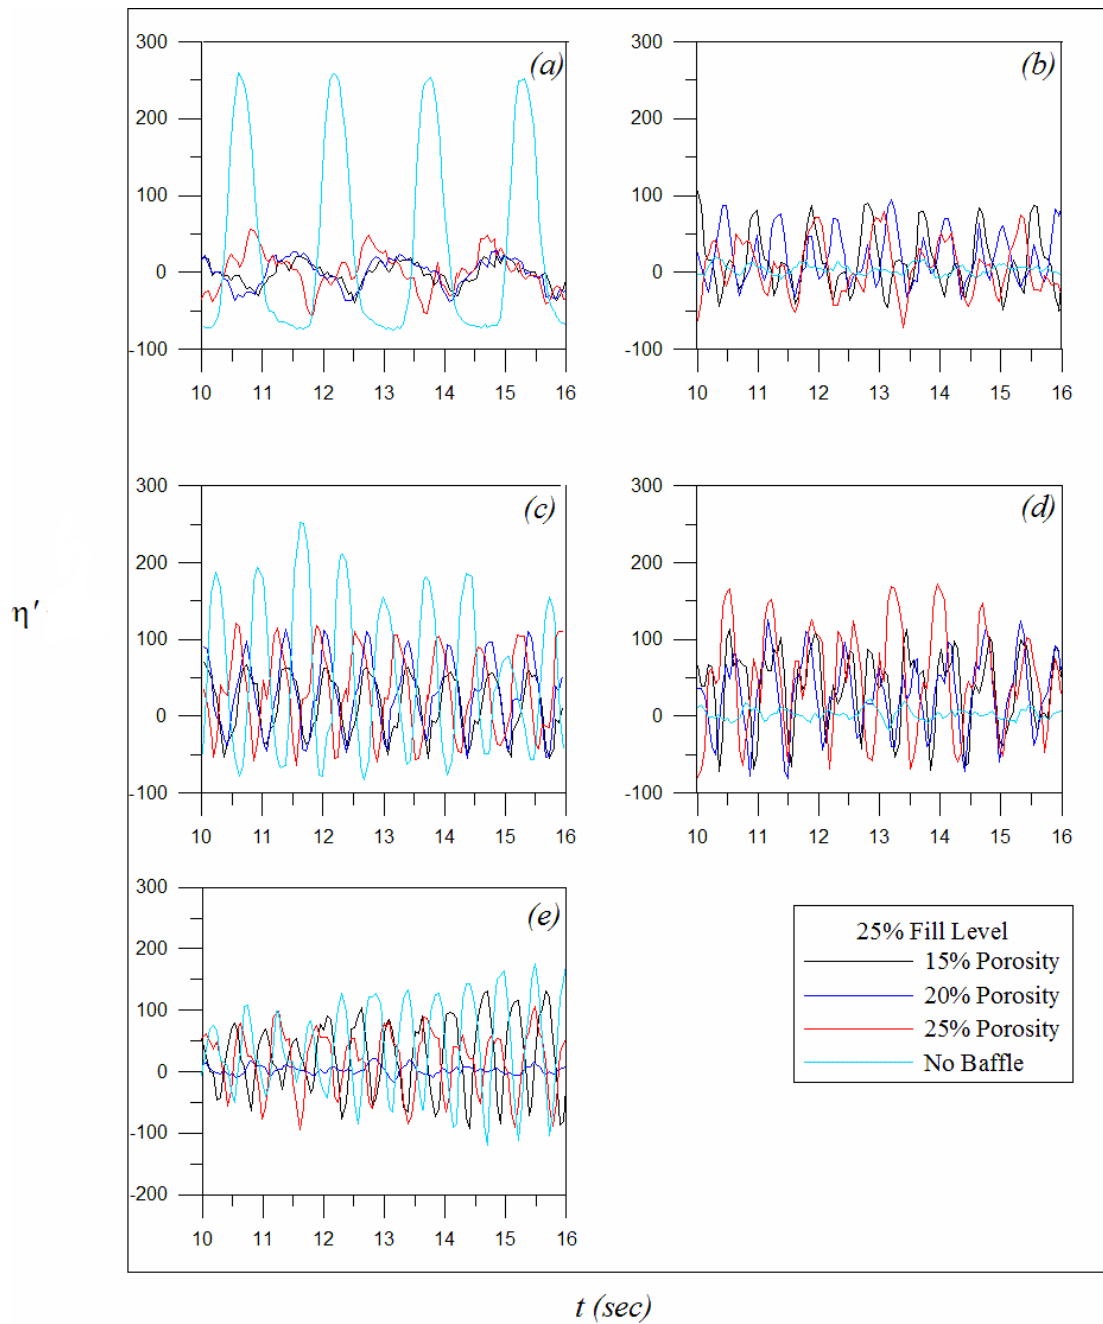 300
200
100
0
-100
10 11 12 13 14 15 16
(a)
300
200
100
0
-100
10 11 12 13 14 15 16
(b)
300
200
100
0
-100
10 11 12 13 14 15 16
(c)
300
200
100
0
-100
10 11 12 13 14 15 16
(d)
η'
300
200
100
0
-100
-200
10 11 12 13 14 15 16
(e)
25% Fill Level
15% Porosity
20% Porosity
25% Porosity
No Baffle
t (sec)